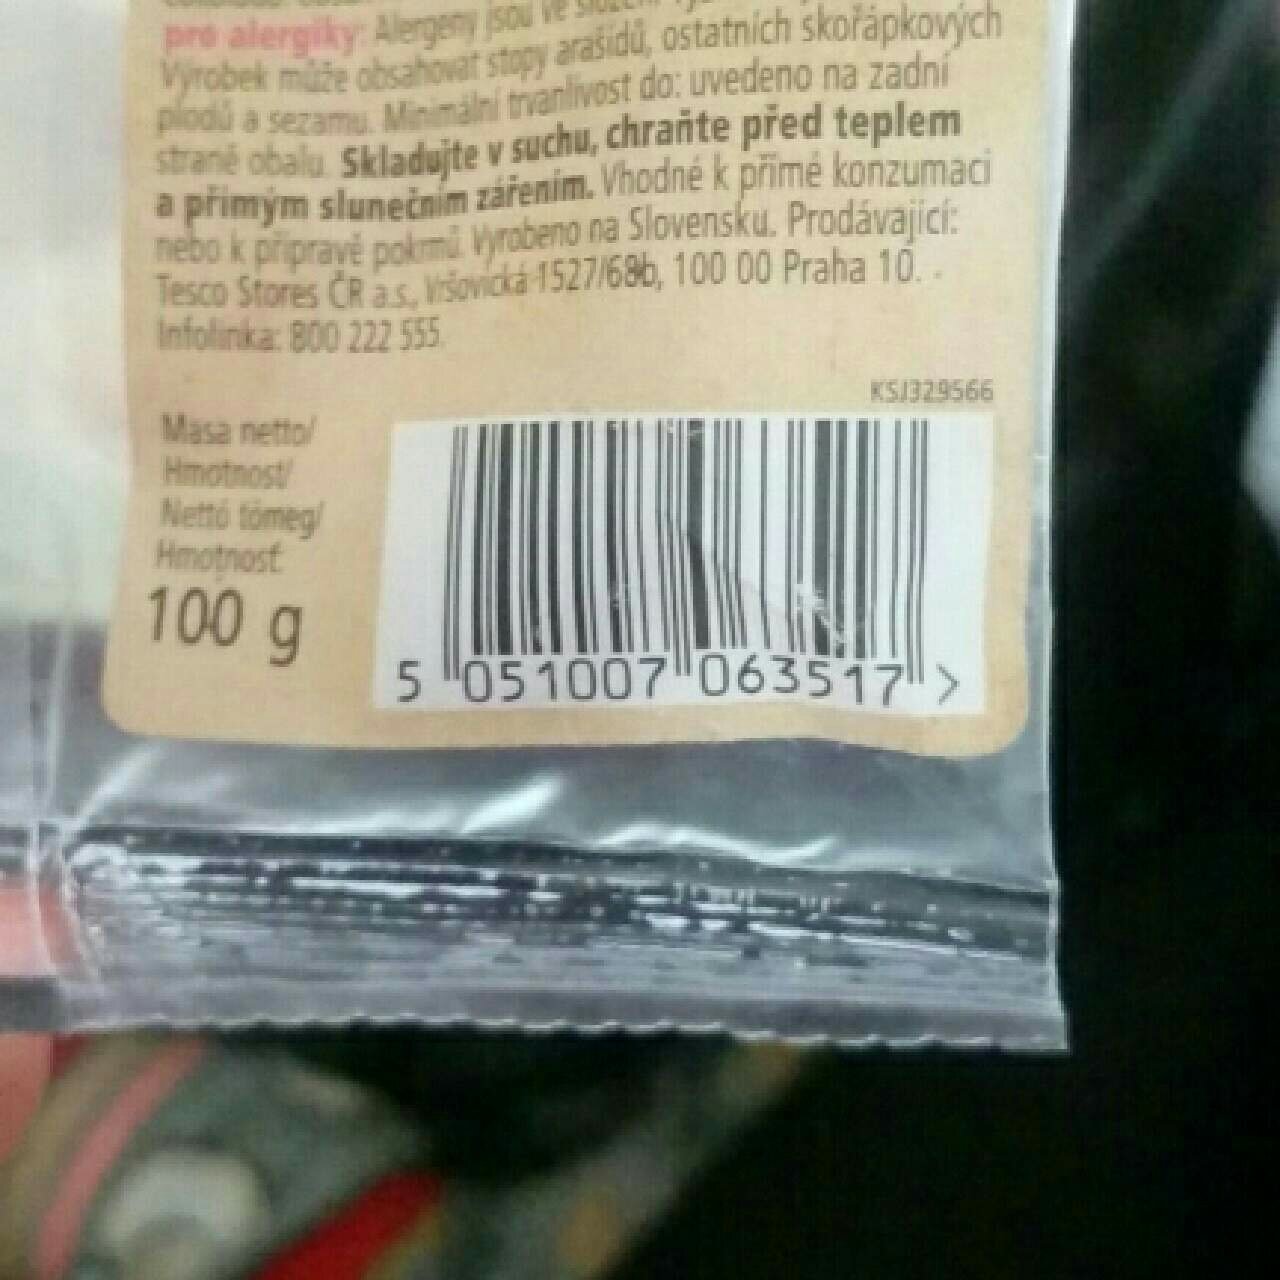 pro alergiky: Alergeny jsou ve
Výrobek může obsahovat stopy arašídů, ostatních skořápkových
plodů a sezamu. Minimální trvanlivost do: uvedeno na zadní
straně obalu. Skladujte v suchu, chraňte před teplem
a přímým slunečním zářením. Vhodné k přímé konzumaci
nebo k přípravě pokrmů. Vyrobeno na Slovensku. Prodávající:
Tesco Stores ČR a.s., Vršovická 1527/68b, 100 00 Praha 10.
Infolinka: 800 222 555.
KSJ329566
Masa netto/
Hmotnost/
Nettó tömeg/
Hmotnosť:
100 g
5 051007 063517 >